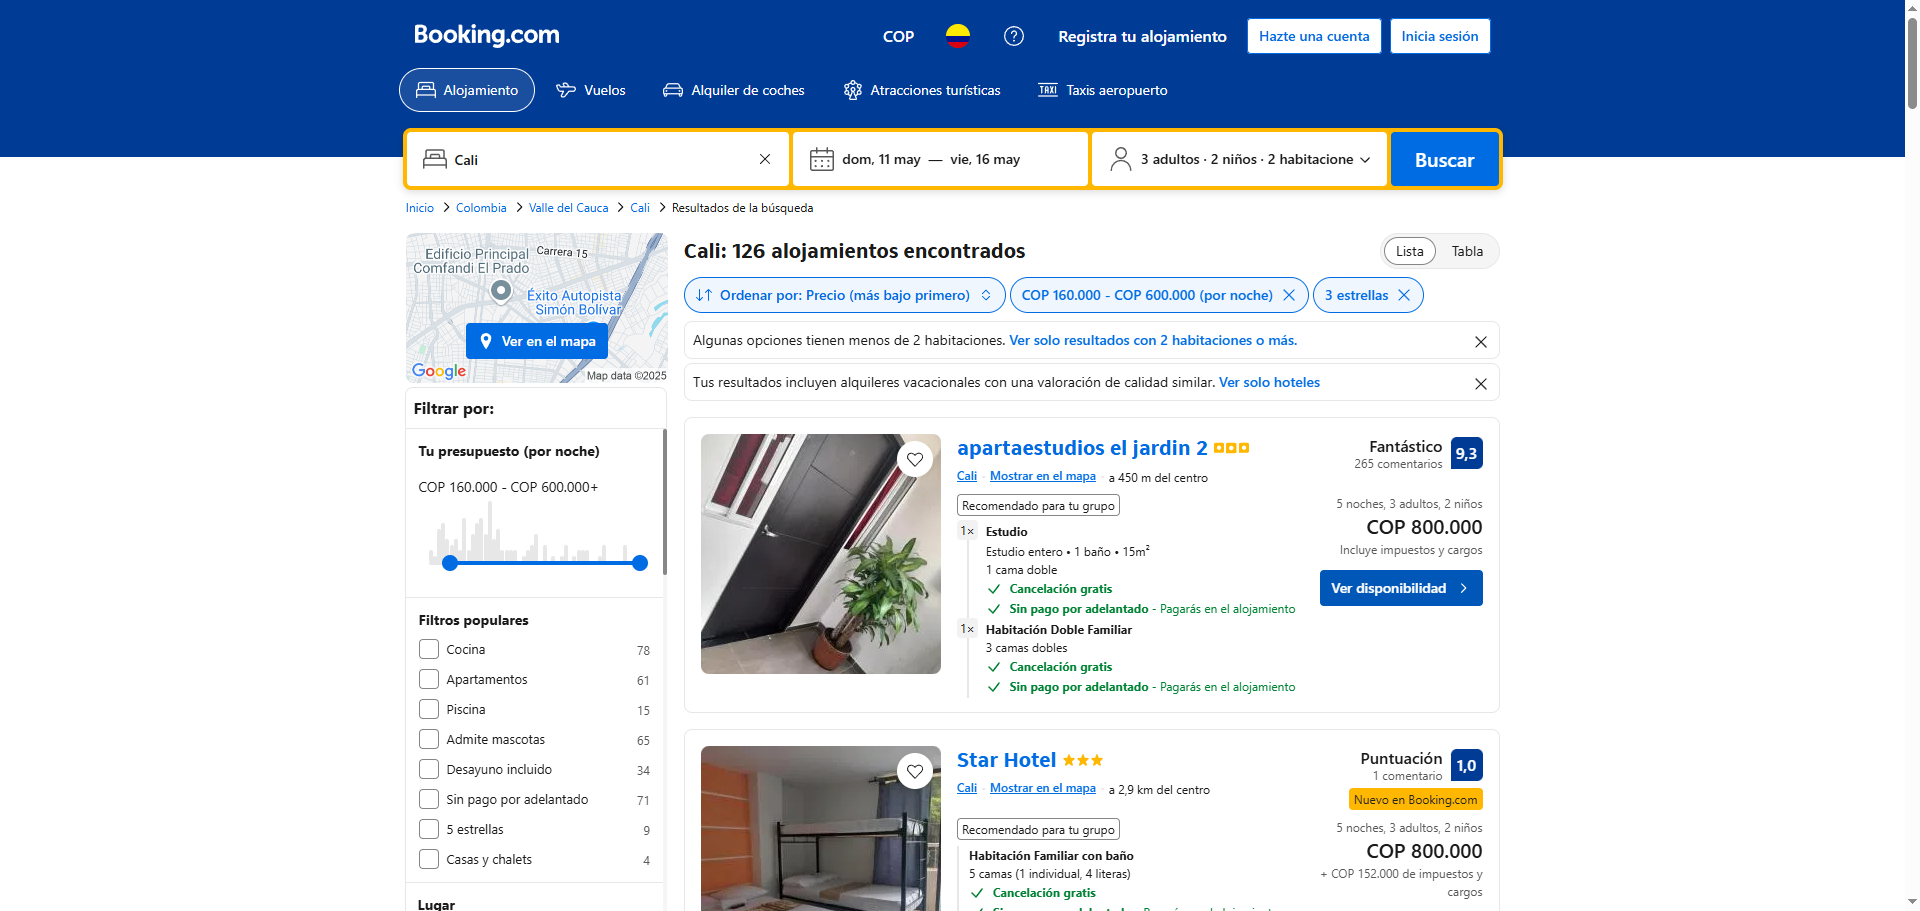 Booking.com
COP
Registra tu alojamiento
Hazte una cuenta
Inicia sesión
Alojamiento
Vuelos
Alquiler de coches
Atracciones turísticas
TAXI
Taxis aeropuerto
Cali
dom, 11 may — vie, 16 may
3 adultos · 2 niños · 2 habitacione
Buscar
Inicio > Colombia > Valle del Cauca > Cali > Resultados de la búsqueda
Edificio Principal
Comfandi El Prado
Carrera 15
Éxito Autopista
Simón Bolívar
Ver en el mapa
Google
Map data ©2025
Filtrar por:
Tu presupuesto (por noche)
COP 160.000 - COP 600.000+
Filtros populares
Cocina 78
Apartamentos 61
Piscina 15
Admite mascotas 65
Desayuno incluido 34
Sin pago por adelantado 71
5 estrellas 9
Casas y chalets 4
Lugar
Cali: 126 alojamientos encontrados
Lista
Tabla
Ordenar por: Precio (más bajo primero)
COP 160.000 - COP 600.000 (por noche)
3 estrellas
Algunas opciones tienen menos de 2 habitaciones. Ver solo resultados con 2 habitaciones o más.
Tus resultados incluyen alquileres vacacionales con una valoración de calidad similar. Ver solo hoteles
apartaestudios el jardin 2
Cali · Mostrar en el mapa · a 450 m del centro
Recomendado para tu grupo
1× Estudio
Estudio entero • 1 baño • 15m²
1 cama doble
Cancelación gratis
Sin pago por adelantado - Pagarás en el alojamiento
1× Habitación Doble Familiar
3 camas dobles
Cancelación gratis
Sin pago por adelantado - Pagarás en el alojamiento
Fantástico 9,3
265 comentarios
5 noches, 3 adultos, 2 niños
COP 800.000
Incluye impuestos y cargos
Ver disponibilidad
Star Hotel
Cali · Mostrar en el mapa · a 2,9 km del centro
Recomendado para tu grupo
Habitación Familiar con baño
5 camas (1 individual, 4 literas)
Cancelación gratis
Puntuación 1,0
1 comentario
Nuevo en Booking.com
5 noches, 3 adultos, 2 niños
COP 800.000
+ COP 152.000 de impuestos y
cargos